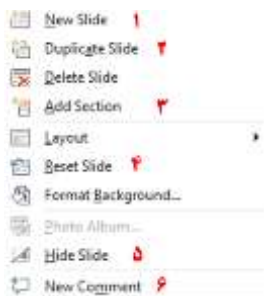 New Slide ۱
Duplicate Slide ۲
Delete Slide
Add Section ۳
Layout
Reset Slide ۴
Format Background...
Photo Album...
Hide Slide ۵
New Comment ۶